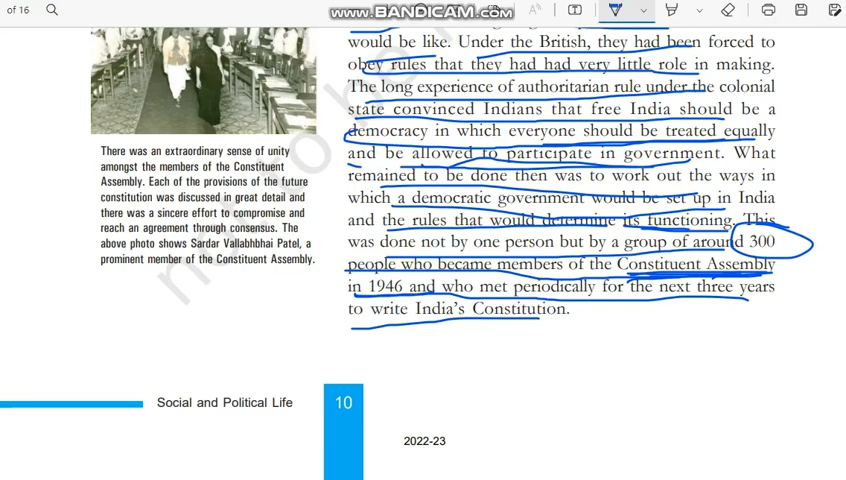 of 16
WWW.BANDICAM.COM
would be like. Under the British, they had been forced to
obey rules that they had had very little role in making.
The long experience of authoritarian rule under the colonial
state convinced Indians that free India should be a
democracy in which everyone should be treated equally
and be allowed to participate in government. What
remained to be done then was to work out the ways in
which a democratic government would be set up in India
and the rules that would determine its functioning. This
was done not by one person but by a group of around 300
people who became members of the Constituent Assembly
in 1946 and who met periodically for the next three years
to write India's Constitution.
There was an extraordinary sense of unity
amongst the members of the Constituent
Assembly. Each of the provisions of the future
constitution was discussed in great detail and
there was a sincere effort to compromise and
reach an agreement through consensus. The
above photo shows Sardar Vallabhbhai Patel, a
prominent member of the Constituent Assembly.
not to be
Social and Political Life
10
2022-23